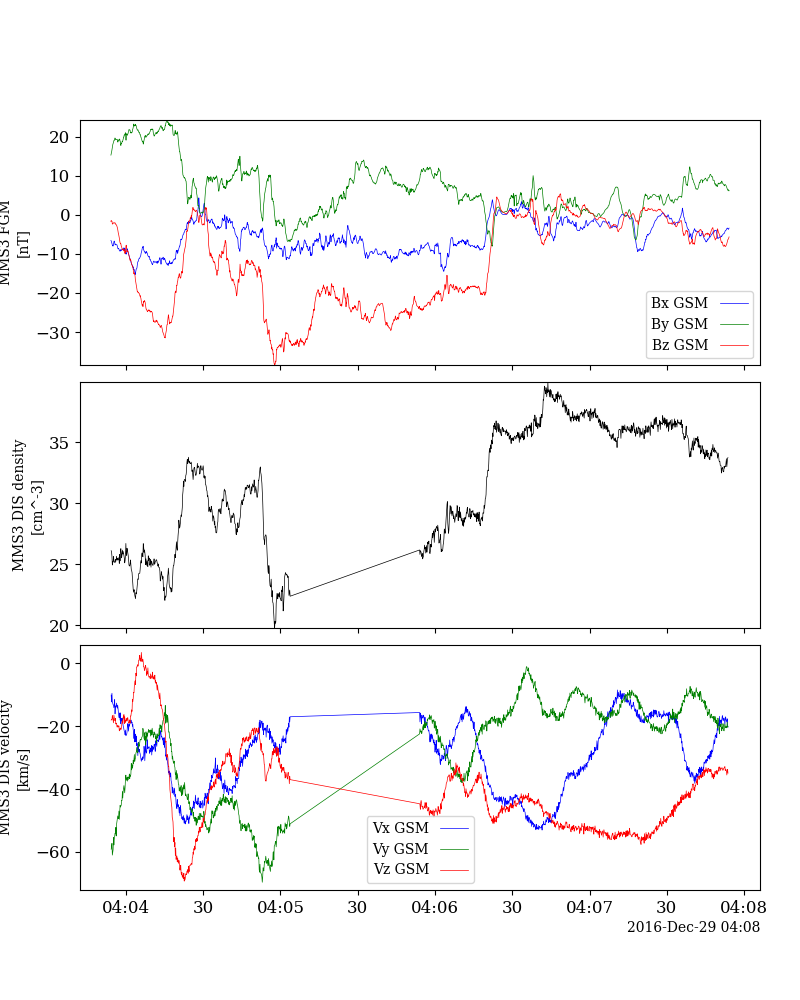 20
10
0
−10
−20
−30
MMS3 FGM
[nT]
Bx GSM
By GSM
Bz GSM
35
30
25
20
MMS3 DIS density
[cm^-3]
0
−20
−40
−60
MMS3 DIS velocity
[km/s]
Vx GSM
Vy GSM
Vz GSM
04:04 30 04:05 30 04:06 30 04:07 30 04:08
2016-Dec-29 04:08